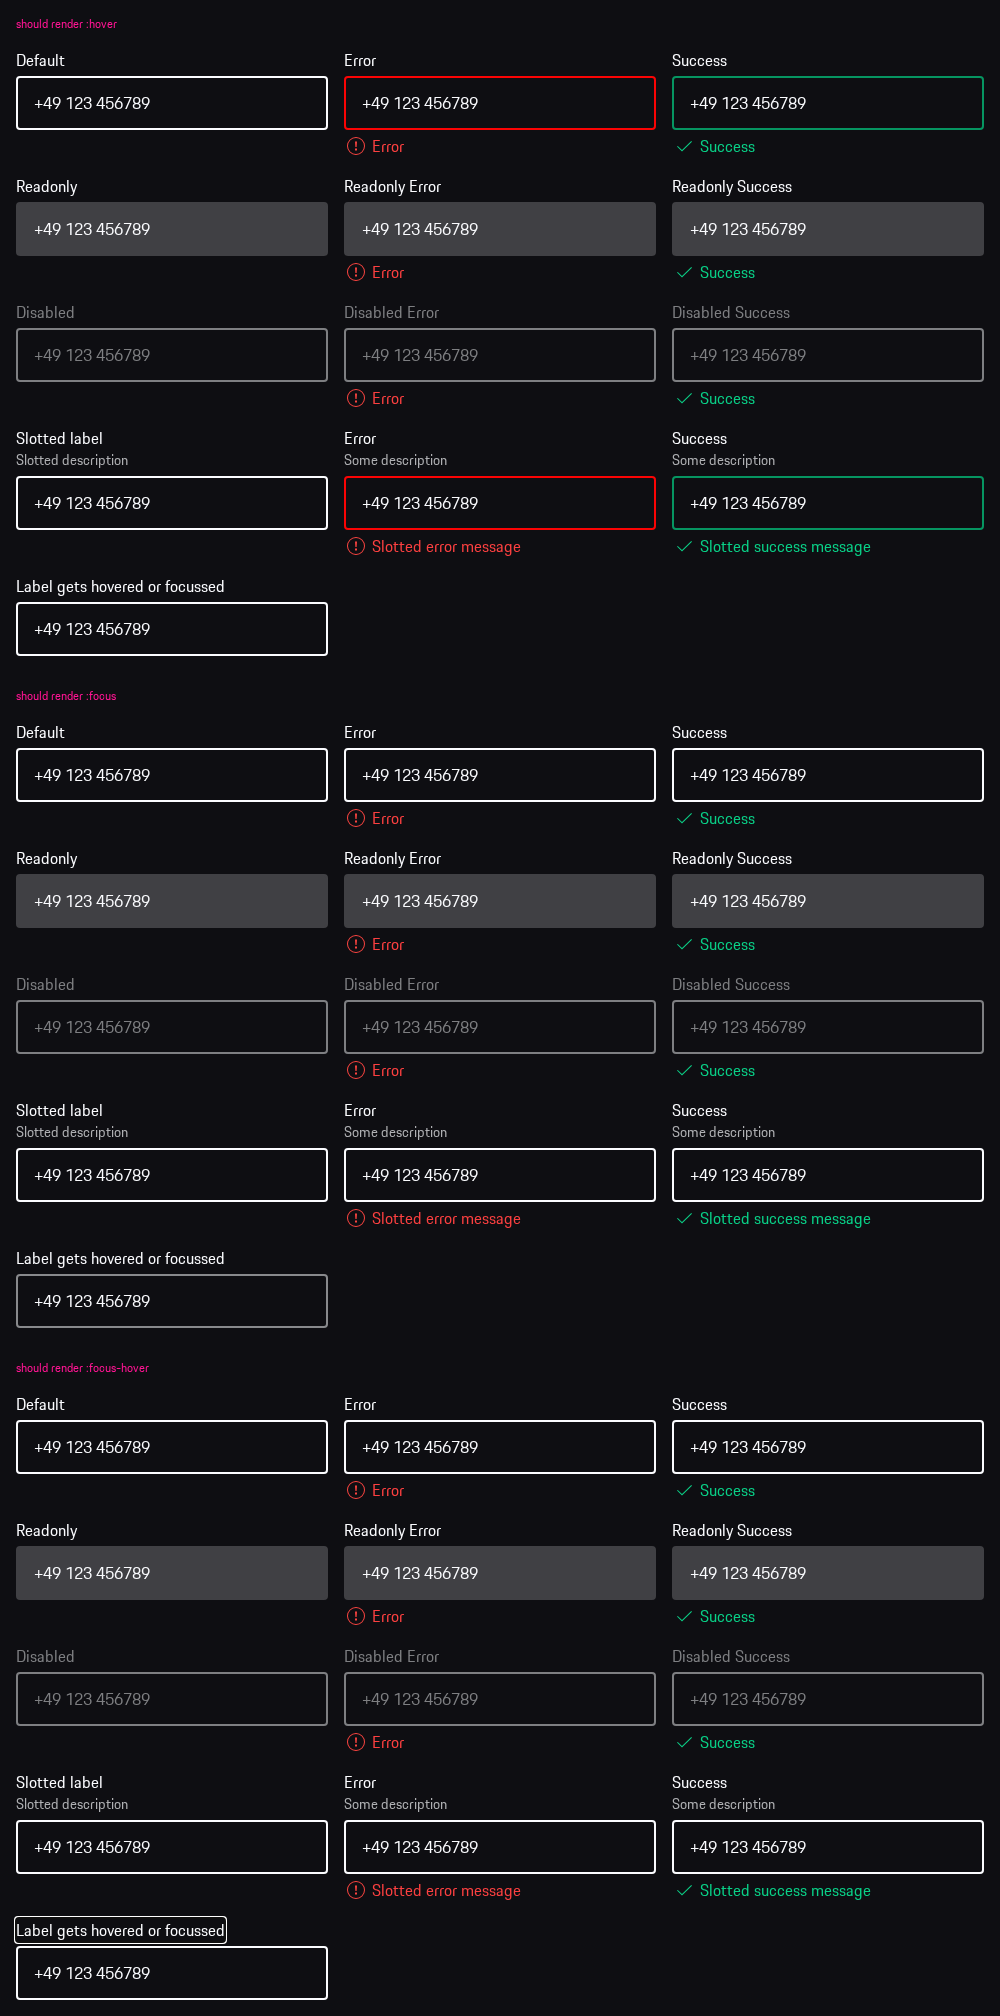 should render :hover
Default Error Success
+49 123 456789 +49 123 456789 +49 123 456789
Error Success
Readonly Readonly Error Readonly Success
+49 123 456789 +49 123 456789 +49 123 456789
Error Success
Disabled Disabled Error Disabled Success
+49 123 456789 +49 123 456789 +49 123 456789
Error Success
Slotted label Error Success
Slotted description Some description Some description
+49 123 456789 +49 123 456789 +49 123 456789
Slotted error message Slotted success message
Label gets hovered or focussed
+49 123 456789
should render :focus
Default Error Success
+49 123 456789 +49 123 456789 +49 123 456789
Error Success
Readonly Readonly Error Readonly Success
+49 123 456789 +49 123 456789 +49 123 456789
Error Success
Disabled Disabled Error Disabled Success
+49 123 456789 +49 123 456789 +49 123 456789
Error Success
Slotted label Error Success
Slotted description Some description Some description
+49 123 456789 +49 123 456789 +49 123 456789
Slotted error message Slotted success message
Label gets hovered or focussed
+49 123 456789
should render :focus-hover
Default Error Success
+49 123 456789 +49 123 456789 +49 123 456789
Error Success
Readonly Readonly Error Readonly Success
+49 123 456789 +49 123 456789 +49 123 456789
Error Success
Disabled Disabled Error Disabled Success
+49 123 456789 +49 123 456789 +49 123 456789
Error Success
Slotted label Error Success
Slotted description Some description Some description
+49 123 456789 +49 123 456789 +49 123 456789
Slotted error message Slotted success message
Label gets hovered or focussed
+49 123 456789